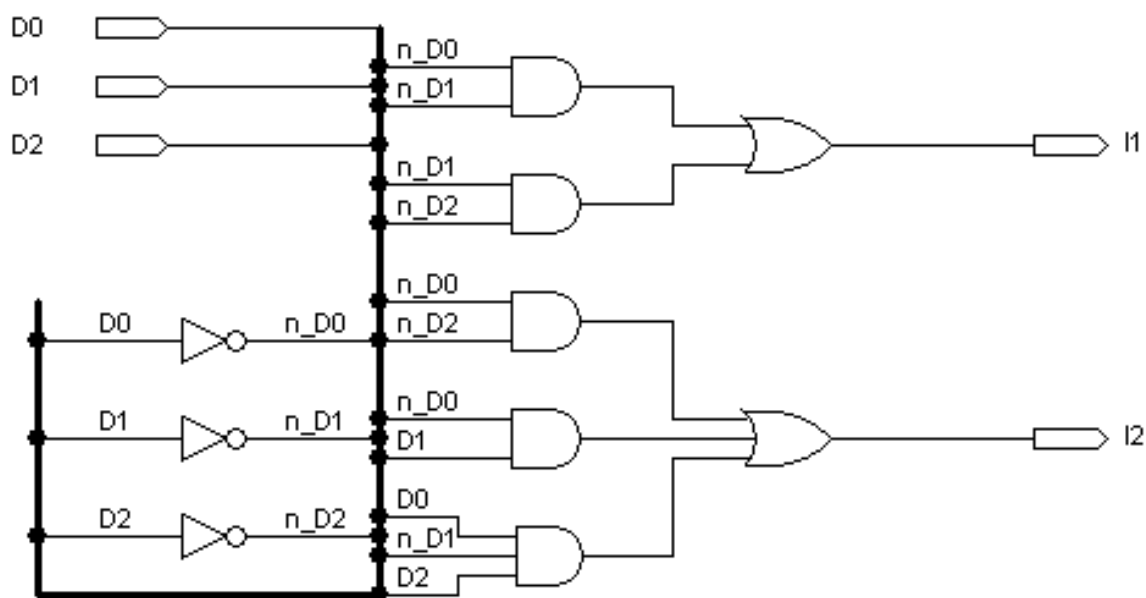 D0
n_D0
D1
n_D1
I1
D2
n_D1
n_D2
n_D0
D0 n_D0
n_D2
n_D0
D1 n_D1
D1
I2
D0
D2 n_D2
n_D1
D2